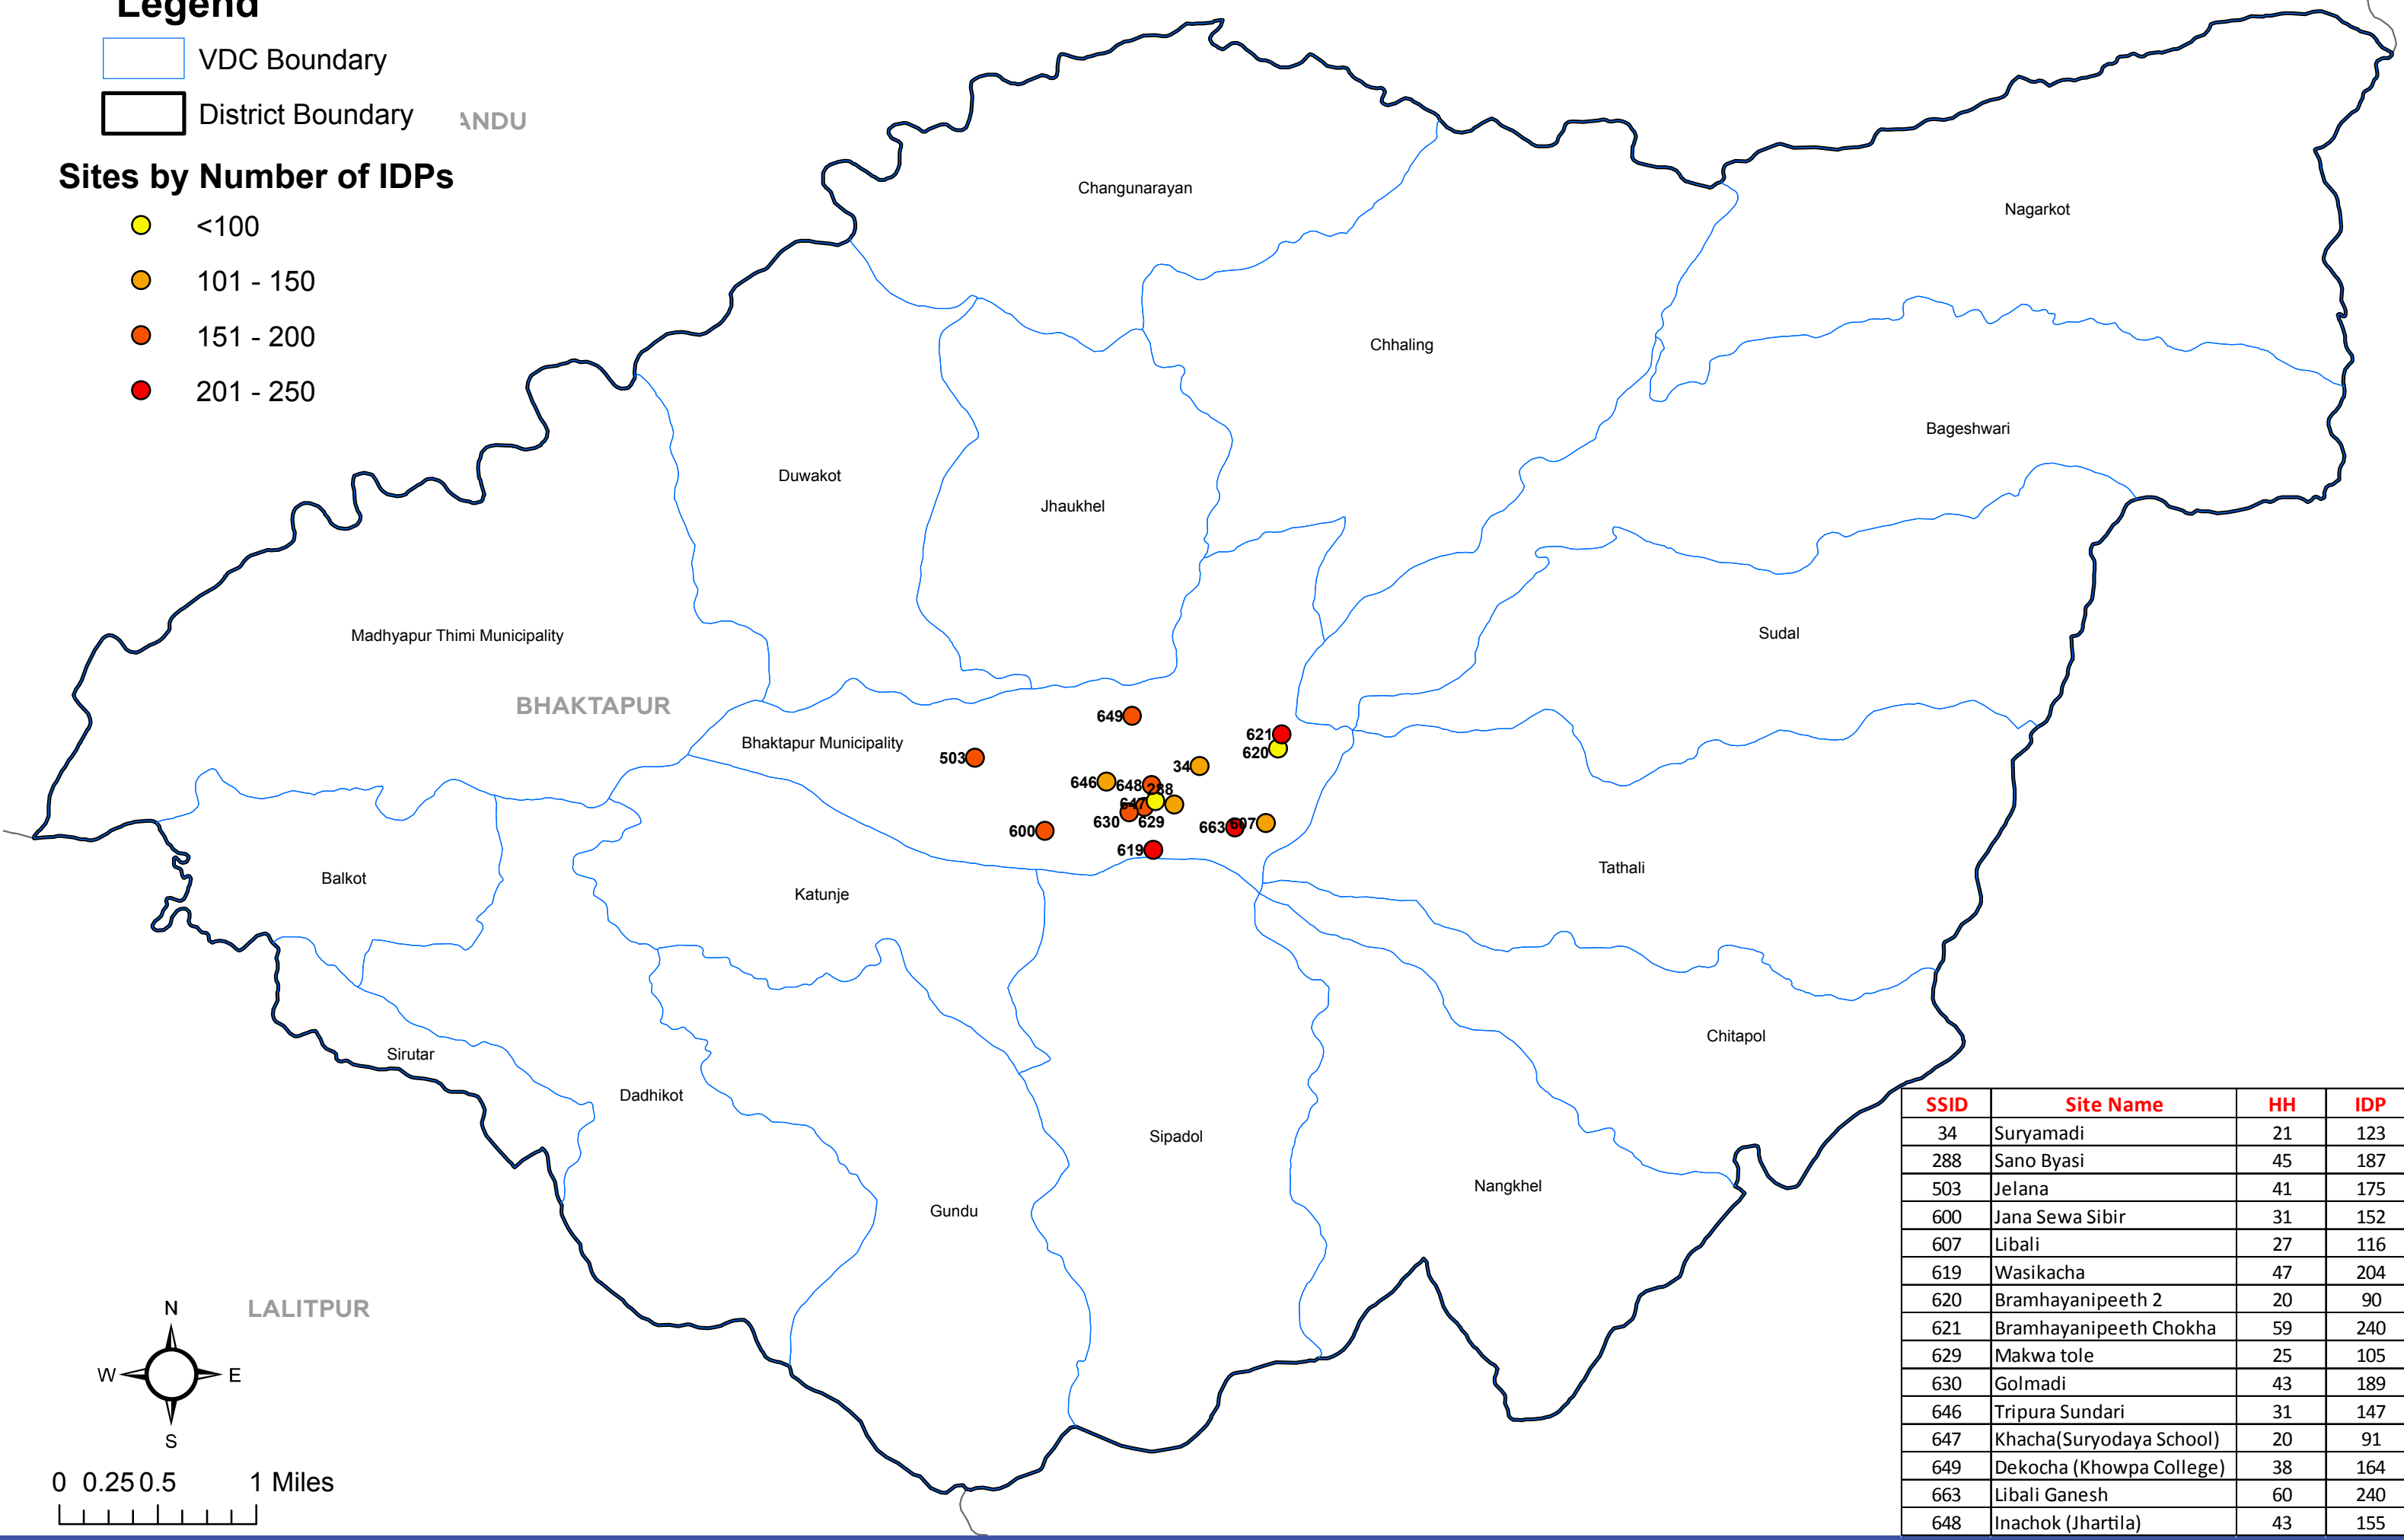 Legend
VDC Boundary
District Boundary
ANDU
Sites by Number of IDPs
<100
101 - 150
151 - 200
201 - 250
Changunarayan
Nagarkot
Chhaling
Bageshwari
Duwakot
Jhaukhel
Madhyapur Thimi Municipality
Sudal
BHAKTAPUR
649
621
Bhaktapur Municipality
620
503
34
646
648
288
647
630
629
663
607
600
619
Balkot
Katunje
Tathali
Chitapol
Sirutar
Dadhikot
Sipadol
Nangkhel
Gundu
LALITPUR
N
W
E
S
0 0.25 0.5 1 Miles
SSID Site Name HH IDP
34 Suryamadi 21 123
288 Sano Byasi 45 187
503 Jelana 41 175
600 Jana Sewa Sibir 31 152
607 Libali 27 116
619 Wasikacha 47 204
620 Bramhayanipeeth 2 20 90
621 Bramhayanipeeth Chokha 59 240
629 Makwa tole 25 105
630 Golmadi 43 189
646 Tripura Sundari 31 147
647 Khacha(Suryodaya School) 20 91
649 Dekocha (Khowpa College) 38 164
663 Libali Ganesh 60 240
648 Inachok (Jhartila) 43 155